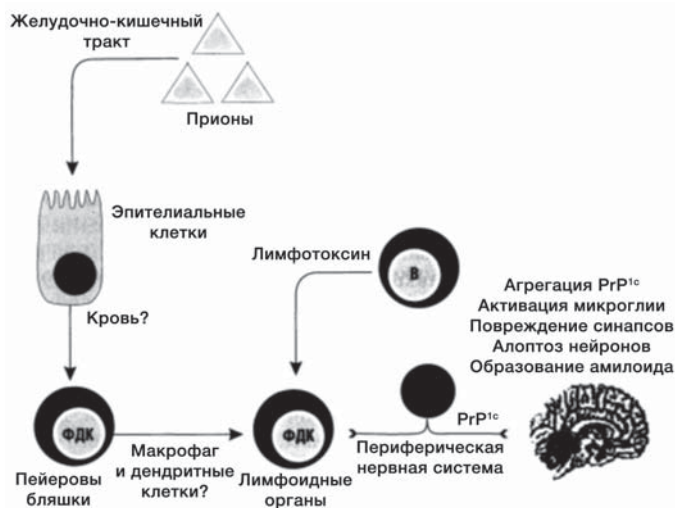 Желудочно-кишечный
тракт
Прионы
Эпителиальные
клетки
Лимфотоксин
В
Кровь?
Агрегация PrP¹ᶜ
Активация микроглии
Повреждение синапсов
Алоптоз нейронов
Образование амилоида
ФДК
ФДК
PrP¹ᶜ
Макрофаг
и дендритные
клетки?
Периферическая
нервная система
Пейеровы
бляшки
Лимфоидные
органы